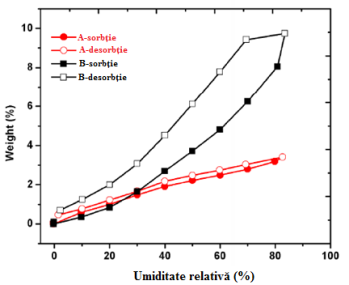 10
8
6
4
2
0
Weight (%)
A-sorbție
A-desorbție
B-sorbție
B-desorbție
0 20 40 60 80 100
Umiditate relativă (%)